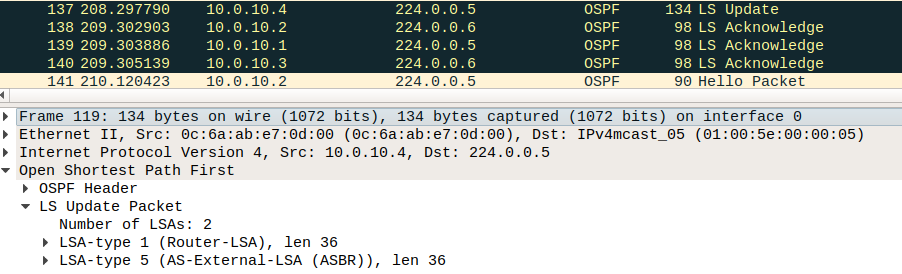 137 208.297790 10.0.10.4 224.0.0.5 OSPF 134 LS Update
138 209.302903 10.0.10.2 224.0.0.6 OSPF 98 LS Acknowledge
139 209.303886 10.0.10.1 224.0.0.5 OSPF 98 LS Acknowledge
140 209.305139 10.0.10.3 224.0.0.6 OSPF 98 LS Acknowledge
141 210.120423 10.0.10.2 224.0.0.5 OSPF 90 Hello Packet
Frame 119: 134 bytes on wire (1072 bits), 134 bytes captured (1072 bits) on interface 0
Ethernet II, Src: 0c:6a:ab:e7:0d:00 (0c:6a:ab:e7:0d:00), Dst: IPv4mcast_05 (01:00:5e:00:00:05)
Internet Protocol Version 4, Src: 10.0.10.4, Dst: 224.0.0.5
Open Shortest Path First
OSPF Header
LS Update Packet
Number of LSAs: 2
LSA-type 1 (Router-LSA), len 36
LSA-type 5 (AS-External-LSA (ASBR)), len 36